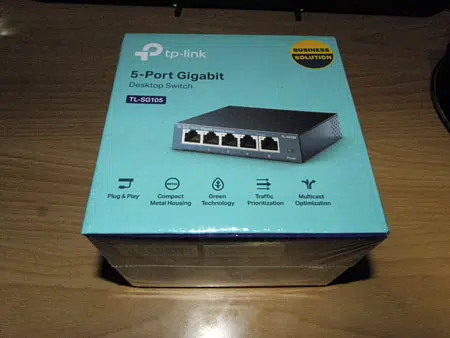 tp-link
BUSINESS
SOLUTION
5-Port Gigabit
Desktop Switch
TL-SG105
Plug & Play
Compact
Metal Housing
Green
Technology
Traffic
Prioritization
Multicast
Optimization